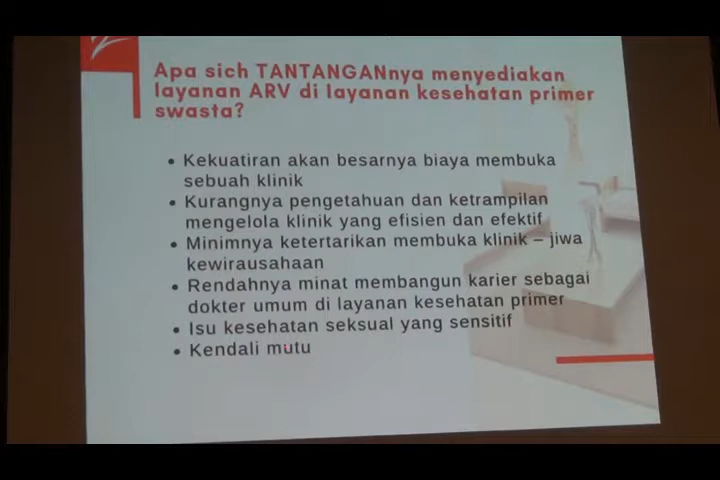 Apa sich TANTANGANnya menyediakan
layanan ARV di layanan kesehatan primer
swasta?
• Kekuatiran akan besarnya biaya membuka
sebuah klinik
• Kurangnya pengetahuan dan ketrampilan
mengelola klinik yang efisien dan efektif
• Minimnya ketertarikan membuka klinik – jiwa
kewirausahaan
• Rendahnya minat membangun karier sebagai
dokter umum di layanan kesehatan primer
• Isu kesehatan seksual yang sensitif
• Kendali mutu